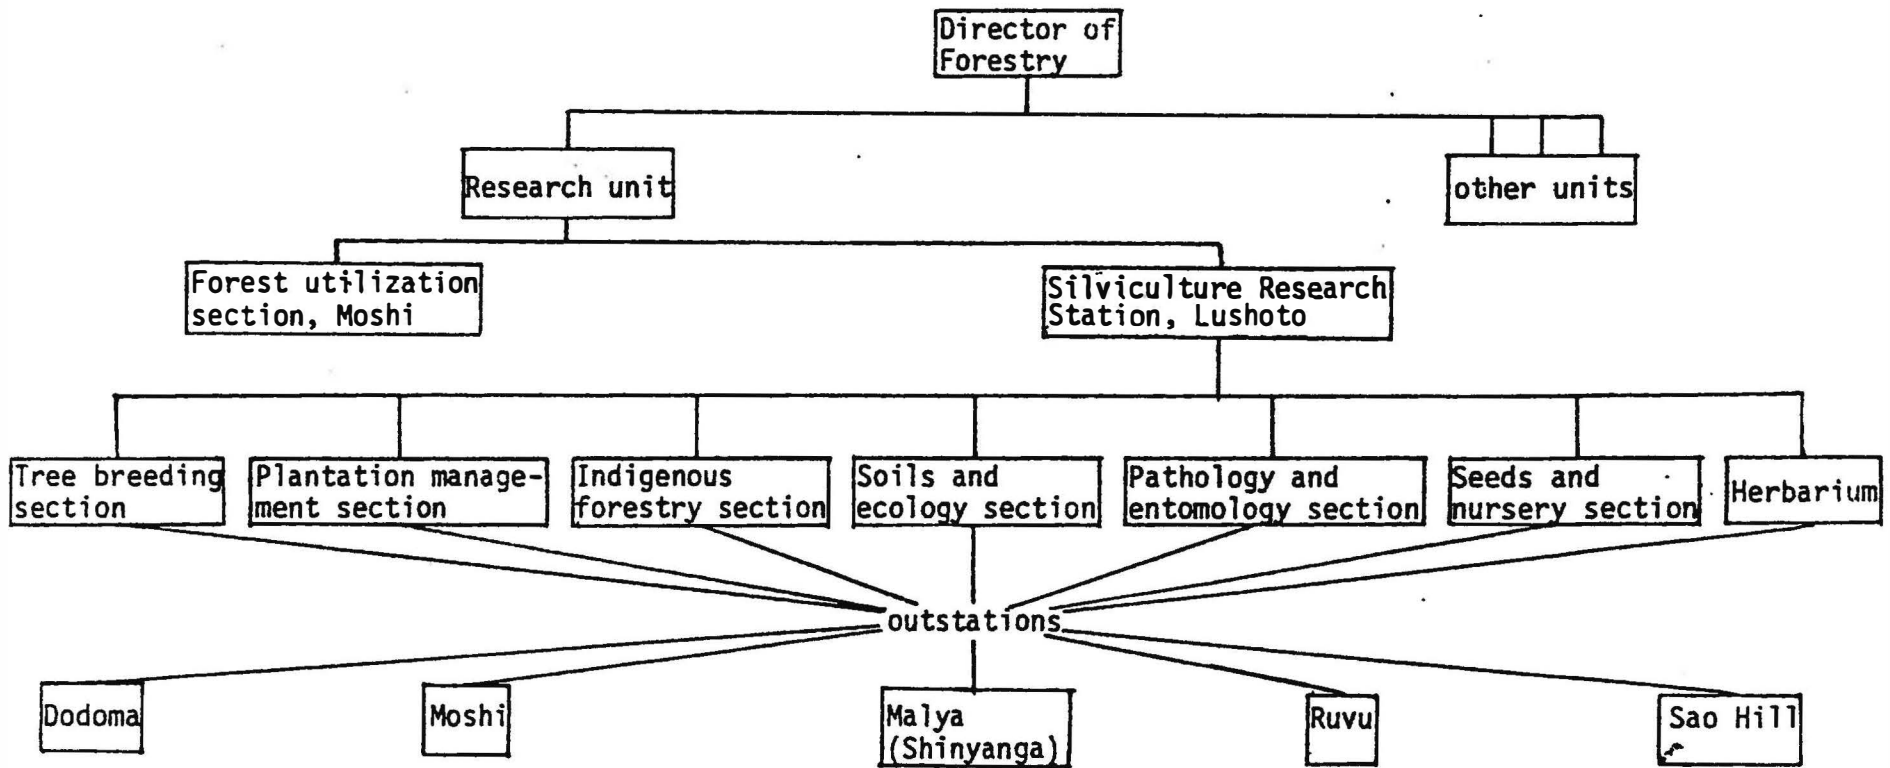 Director of
Forestry
Research unit
other units
Forest utilization
section, Moshi
Silviculture Research
Station, Lushoto
Tree breeding
section
Plantation manage-
ment section
Indigenous
forestry section
Soils and
ecology section
Pathology and
entomology section
Seeds and
nursery section
Herbarium
outstations
Dodoma
Moshi
Malya
(Shinyanga)
Ruvu
Sao Hill